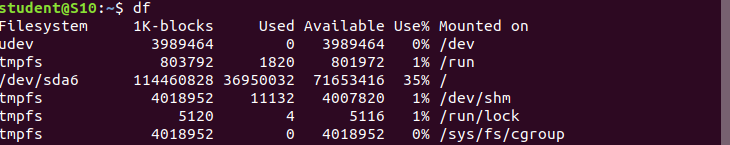 student@S10:~$ df
Filesystem     1K-blocks     Used Available Use% Mounted on
udev             3989464        0   3989464   0% /dev
tmpfs             803792     1820    801972   1% /run
/dev/sda6      114460828 36950032  71653416  35% /
tmpfs            4018952    11132   4007820   1% /dev/shm
tmpfs               5120        4      5116   1% /run/lock
tmpfs            4018952        0   4018952   0% /sys/fs/cgroup